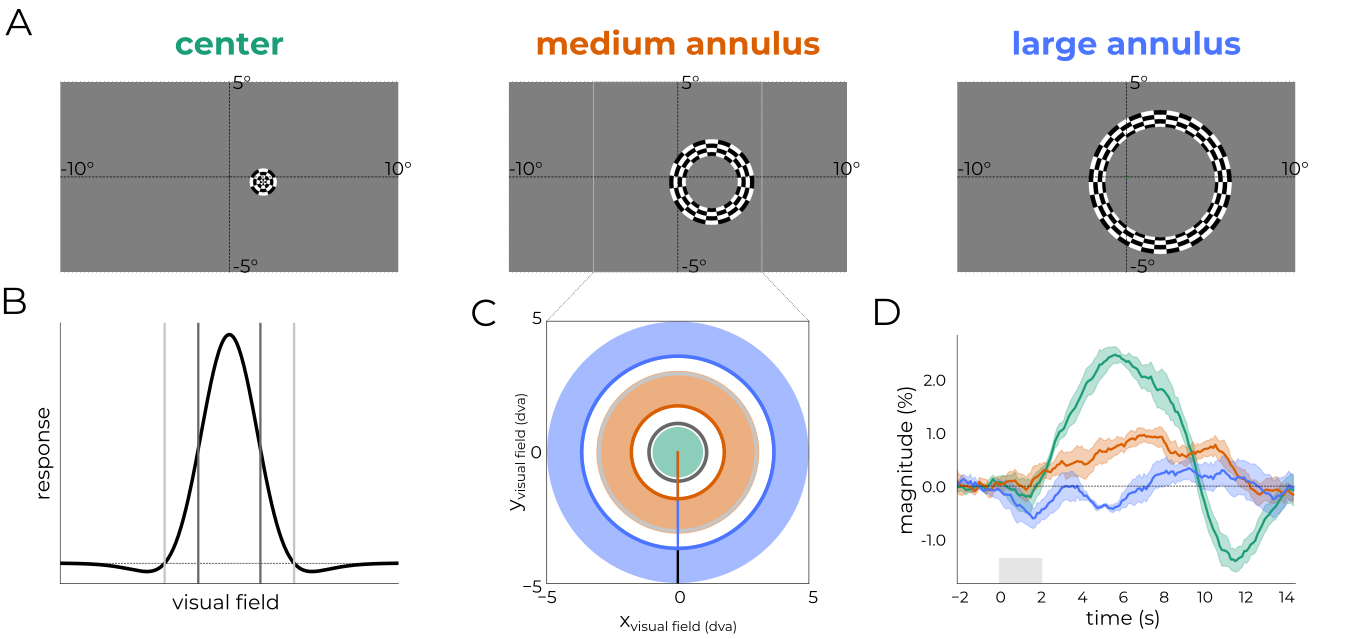 A
center
medium annulus
large annulus
5°
-10°
10°
-5°
5°
-10°
10°
-5°
5°
-10°
10°
-5°
B
response
visual field
C
5
0
−5
−5
0
5
y visual field (dva)
x visual field (dva)
D
magnitude (%)
2.0
1.0
0.0
-1.0
−2 0 2 4 6 8 10 12 14
time (s)